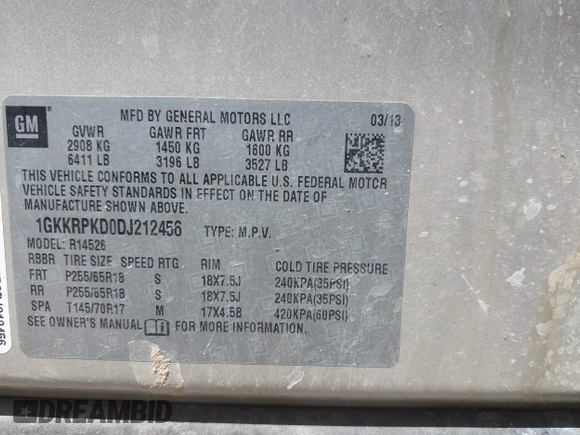 GM
MFD BY GENERAL MOTORS LLC
03/13
GVWR GAWR FRT GAWR RR
2908 KG 1450 KG 1600 KG
6411 LB 3196 LB 3527 LB
THIS VEHICLE CONFORMS TO ALL APPLICABLE U.S. FEDERAL MOTOR
VEHICLE SAFETY STANDARDS IN EFFECT ON THE DATE OF
MANUFACTURE SHOWN ABOVE.
1GKKRPKD0DJ212456 TYPE: M.P.V.
MODEL: R14526
RBBR TIRE SIZE SPEED RTG RIM COLD TIRE PRESSURE
FRT P255/65R18 S 18X7.5J 240KPA(35PSI)
RR P255/65R18 S 18X7.5J 240KPA(35PSI)
SPA T145/70R17 M 17X4.5B 420KPA(60PSI)
SEE OWNER'S MANUAL FOR MORE INFORMATION
DREAMBID